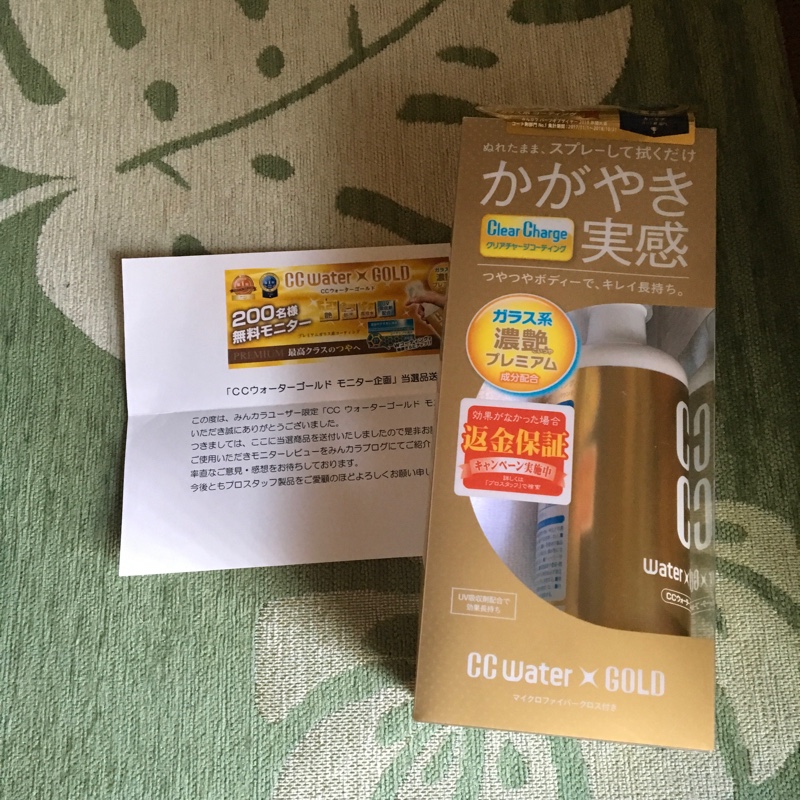 CC Water GOLD
CCウォーターゴールド
200名様
無料モニター
PREMIUM 最高クラスのつやへ
「CCウォーターゴールド モニター企画」当選品送
この度は、みんカラユーザー限定「CC ウォーターゴールド モ
いただき誠にありがとうございました。
つきましては、ここに当選商品を送付いたしましたので是非お
ご使用いただきモニターレビューをみんカラブログにてご紹介
率直なご意見・感想をお待ちしております。
今後ともプロスタッフ製品をご愛顧のほどよろしくお願い申し
ぬれたまま、スプレーして拭くだけ
かがやき
Clear Charge
クリアチャージコーティング
実感
つやつやボディーで、キレイ長持ち。
ガラス系
濃艶
プレミアム
成分配合
効果がなかった場合
返金保証
キャンペーン実施中
詳しくは
「プロスタッフ」で検索
CC
Water
UV吸収剤配合で
効果長持ち
CC Water GOLD
マイクロファイバークロス付き